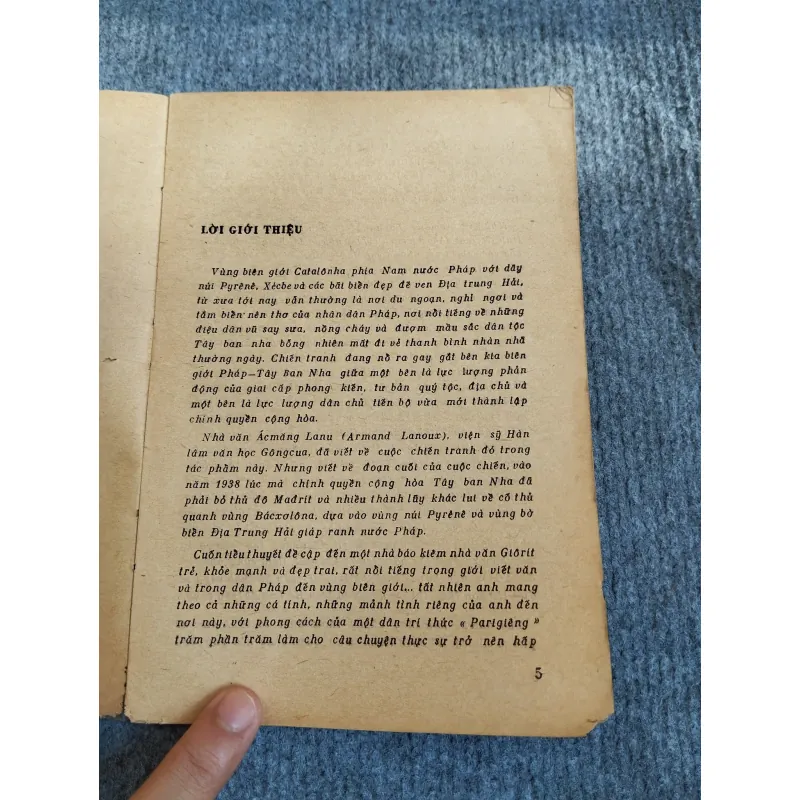 LỜI GIỚI THIỆU
Vùng biên giới Catalônha phía Nam nước Pháp với dãy
núi Pyrênê, Xécbe và các bãi biển đẹp đẽ ven Địa trung Hải,
từ xưa tới nay vẫn thường là nơi du ngoạn, nghỉ ngơi và
tắm biển nên thơ của nhân dân Pháp, nơi nổi tiếng về những
điệu dân vũ say sưa, nồng cháy và đượm mầu sắc dân tộc
Tây ban nha bỗng nhiên mất đi vẻ thanh bình nhàn nhã
thường ngày. Chiến tranh đang nổ ra gay gắt bên kia biên
giới Pháp—Tây Ban Nha giữa một bên là lực lượng phản
động của giai cấp phong kiến, tư bản quý tộc, địa chủ và
một bên là lực lượng dân chủ tiến bộ vừa mới thành lập
chính quyền cộng hòa.
Nhà văn Ácmăng Lanu (Armand Lanoux), viện sỹ Hàn
lâm văn học Gôngcua, đã viết về cuộc chiến tranh đó trong
tác phẩm này. Nhưng viết về đoạn cuối của cuộc chiến, vào
năm 1938 lúc mà chính quyền cộng hòa Tây ban Nha đã
phải bỏ thủ đô Mađrít và nhiều thành lũy khác lui về cố thủ
quanh vùng Bácxơlôna, dựa vào vùng núi Pyrênê và vùng bờ
biển Địa Trung Hải giáp ranh nước Pháp.
Cuốn tiểu thuyết đề cập đến một nhà báo kiêm nhà văn Giôrít
trẻ, khỏe mạnh và đẹp trai, rất nổi tiếng trong giới viết văn
và trong dân Pháp đến vùng biên giới... tất nhiên anh mang
theo cả những cá tính, những mảnh tình riêng của anh đến
nơi này, với phong cách của một dân trí thức « Parigiêng »
trăm phần trăm làm cho câu chuyện thực sự trở nên hấp
5